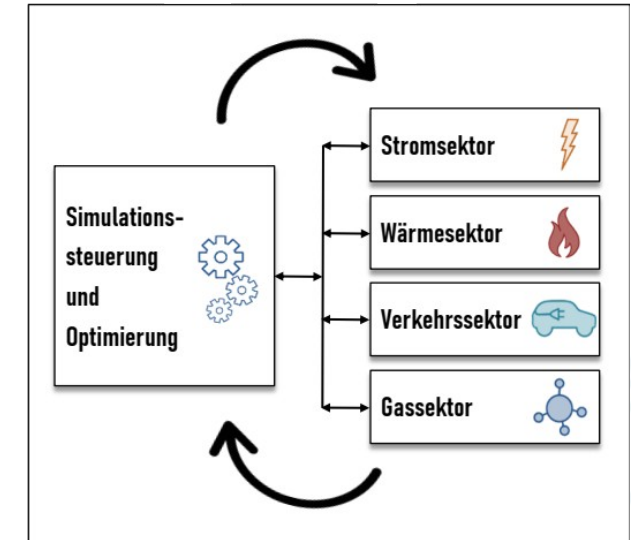 Simulations-
steuerung
und
Optimierung
Stromsektor
Wärmesektor
Verkehrssektor
Gassektor